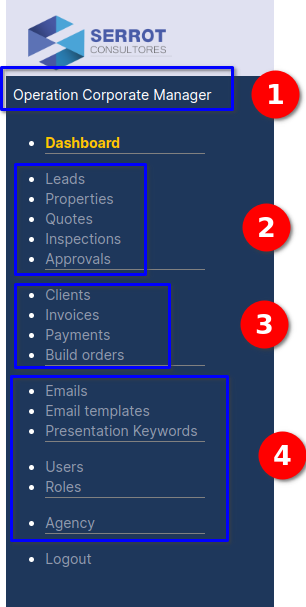 SERROT
CONSULTORES
Operation Corporate Manager
1
Dashboard
Leads
Properties
Quotes
Inspections
Approvals
2
Clients
Invoices
Payments
Build orders
3
Emails
Email templates
Presentation Keywords
Users
Roles
Agency
4
Logout